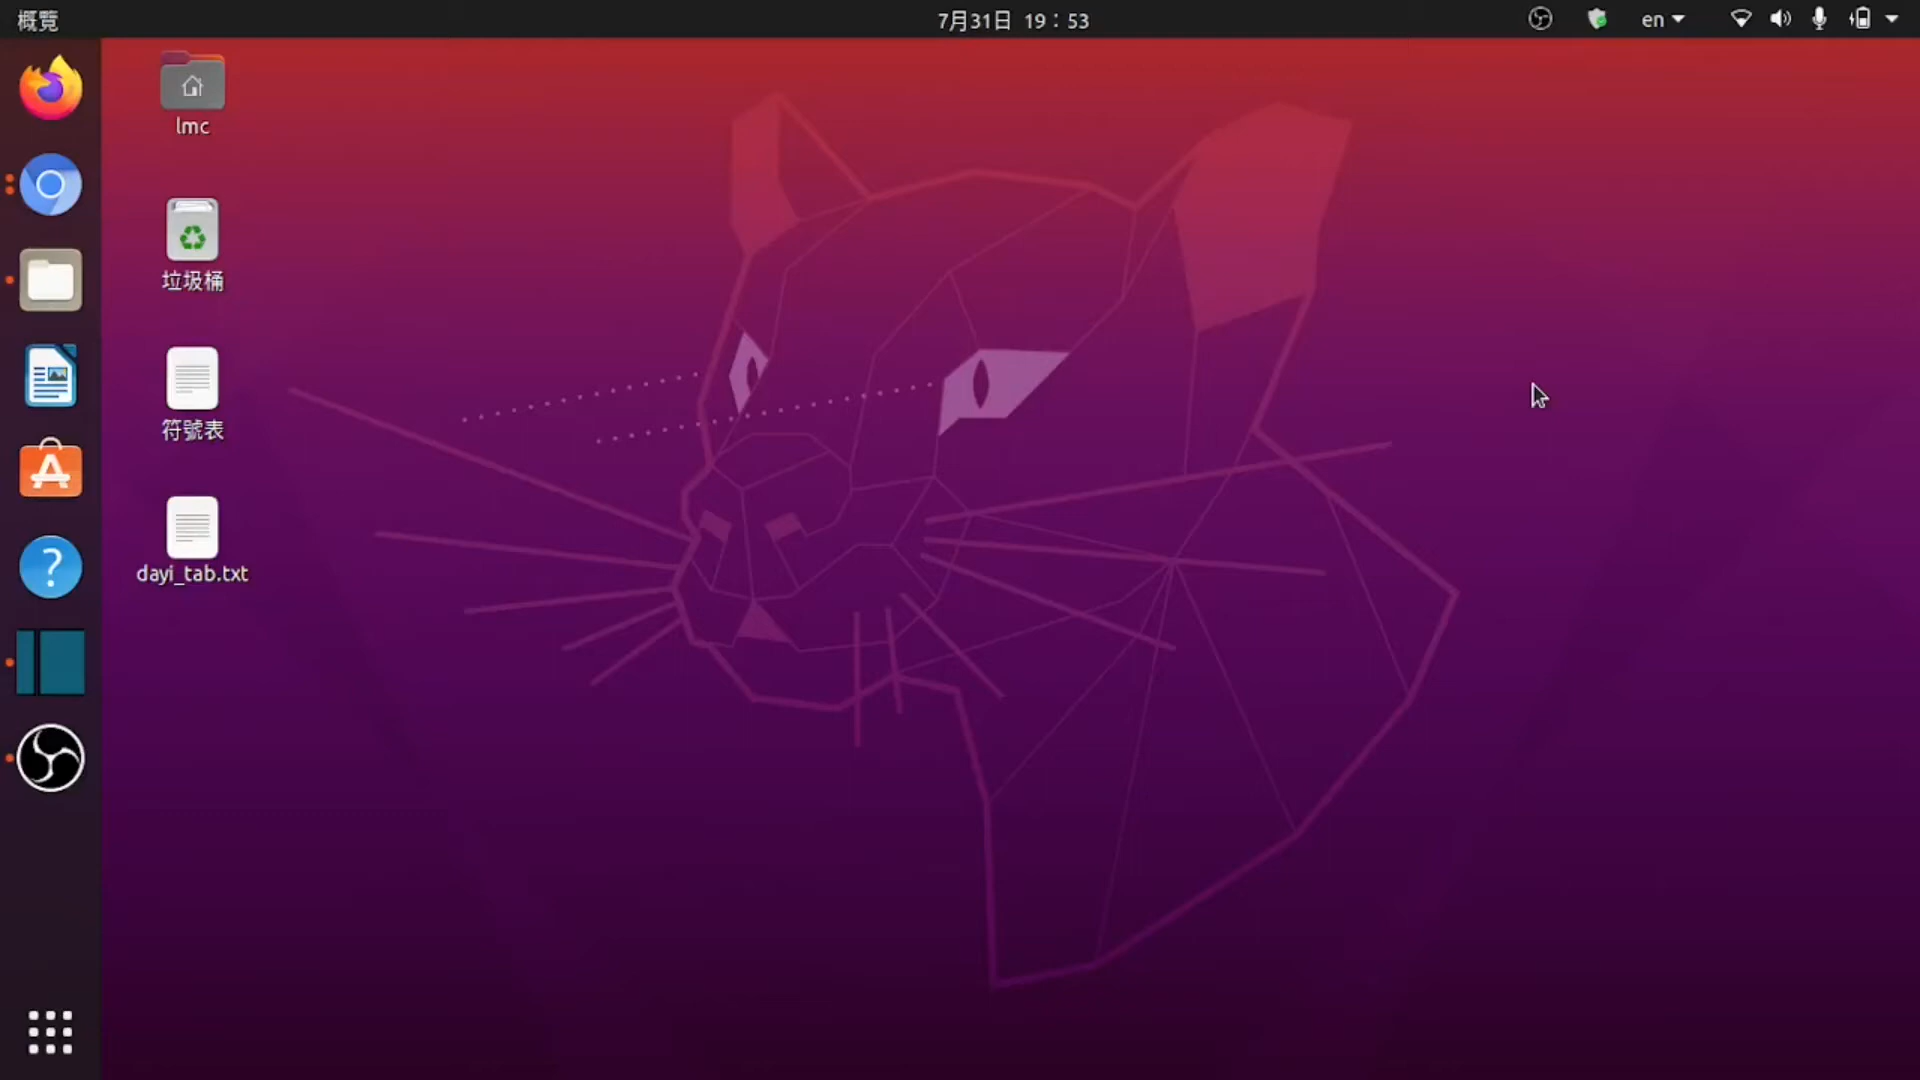 概覽
7月31日 19：53
en
lmc
垃圾桶
符號表
dayi_tab.txt